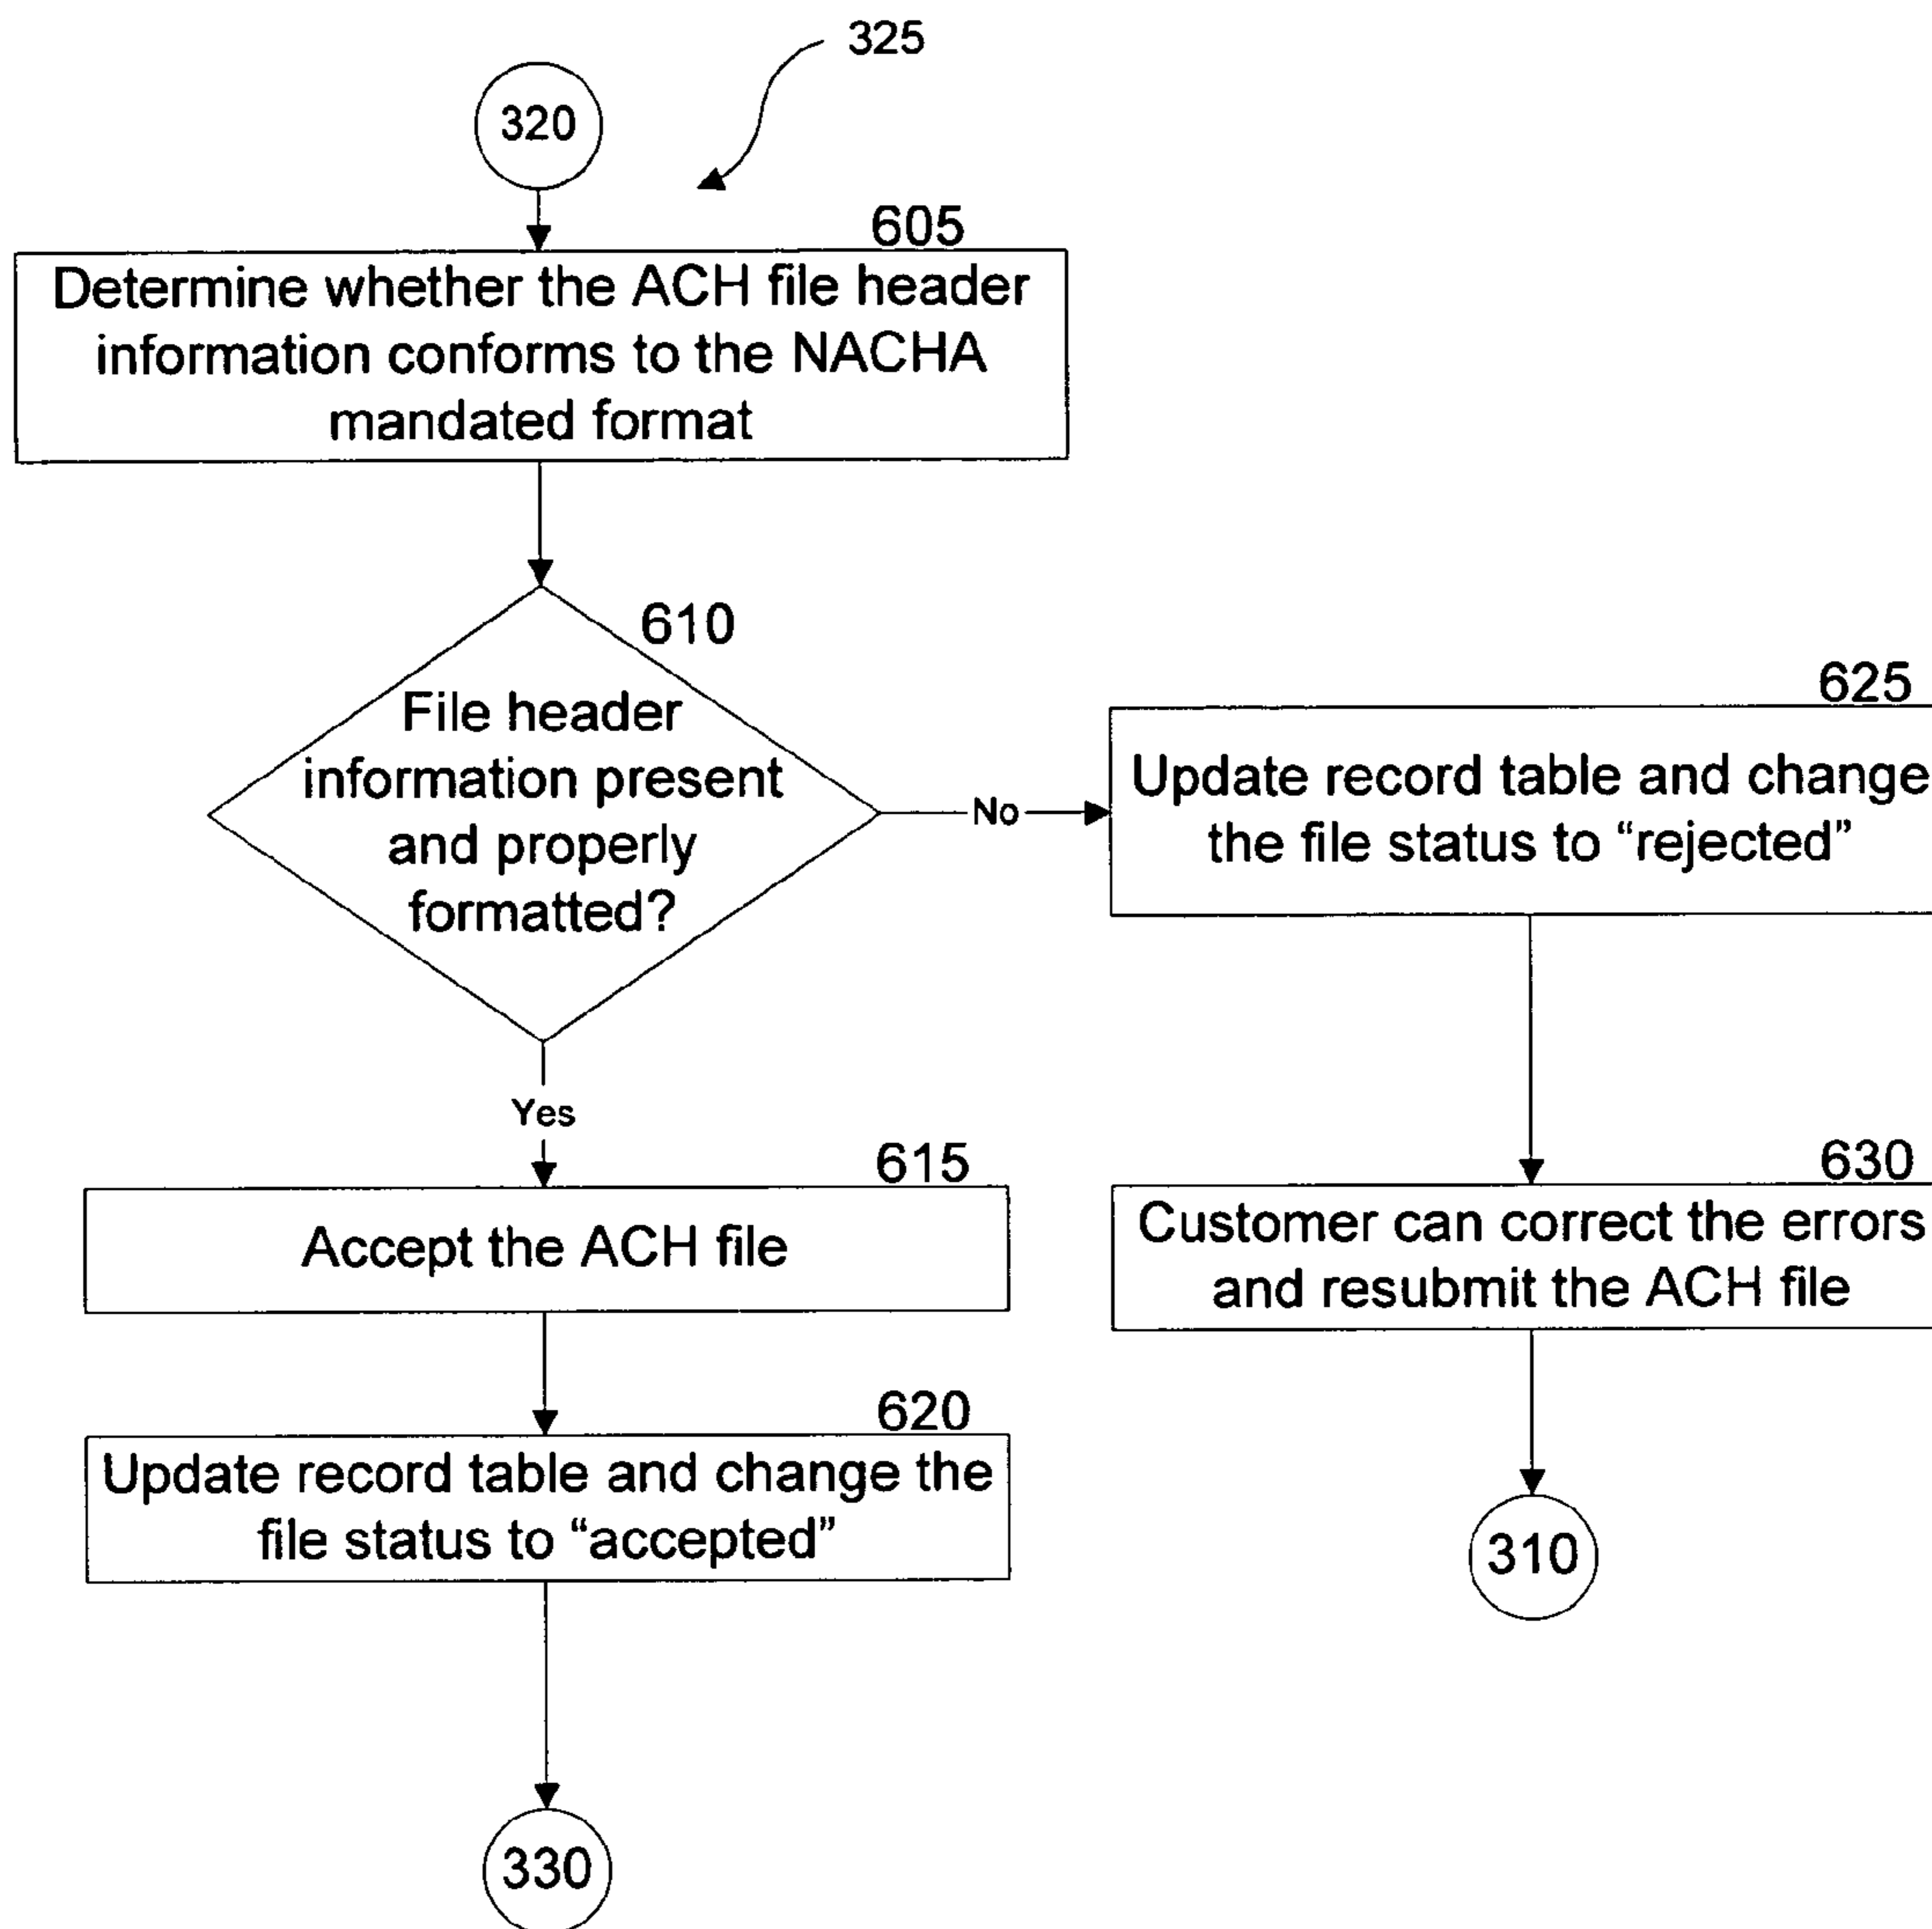 325
320
605
Determine whether the ACH file header
information conforms to the NACHA
mandated format
610
File header
information present
and properly
formatted?
No
625
Update record table and change
the file status to “rejected”
Yes
615
Accept the ACH file
630
Customer can correct the errors
and resubmit the ACH file
620
Update record table and change the
file status to “accepted”
310
330